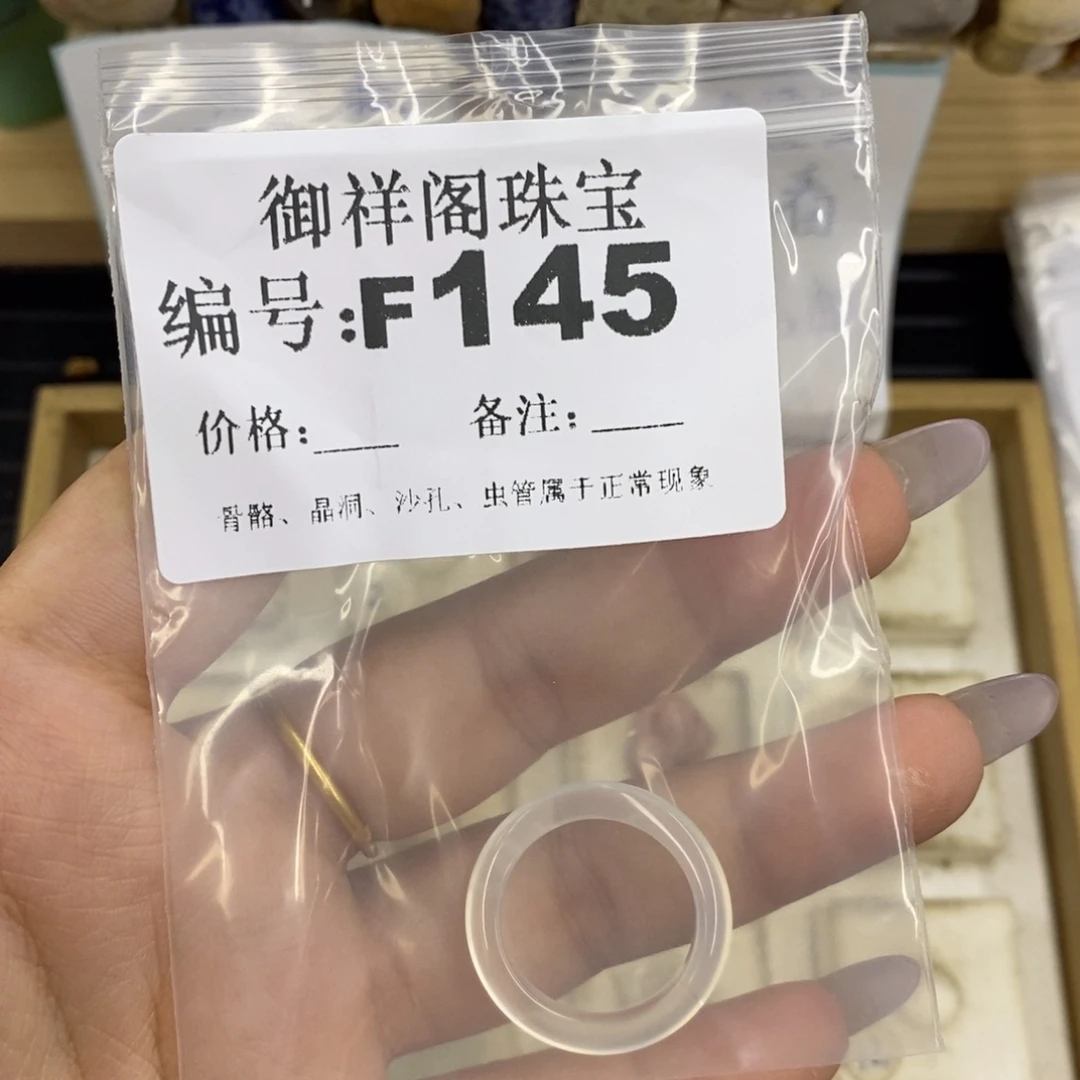 御祥阁珠宝
编号:F145
价格:____ 备注:____
骨骼、晶洞、沙孔、虫管属于正常现象